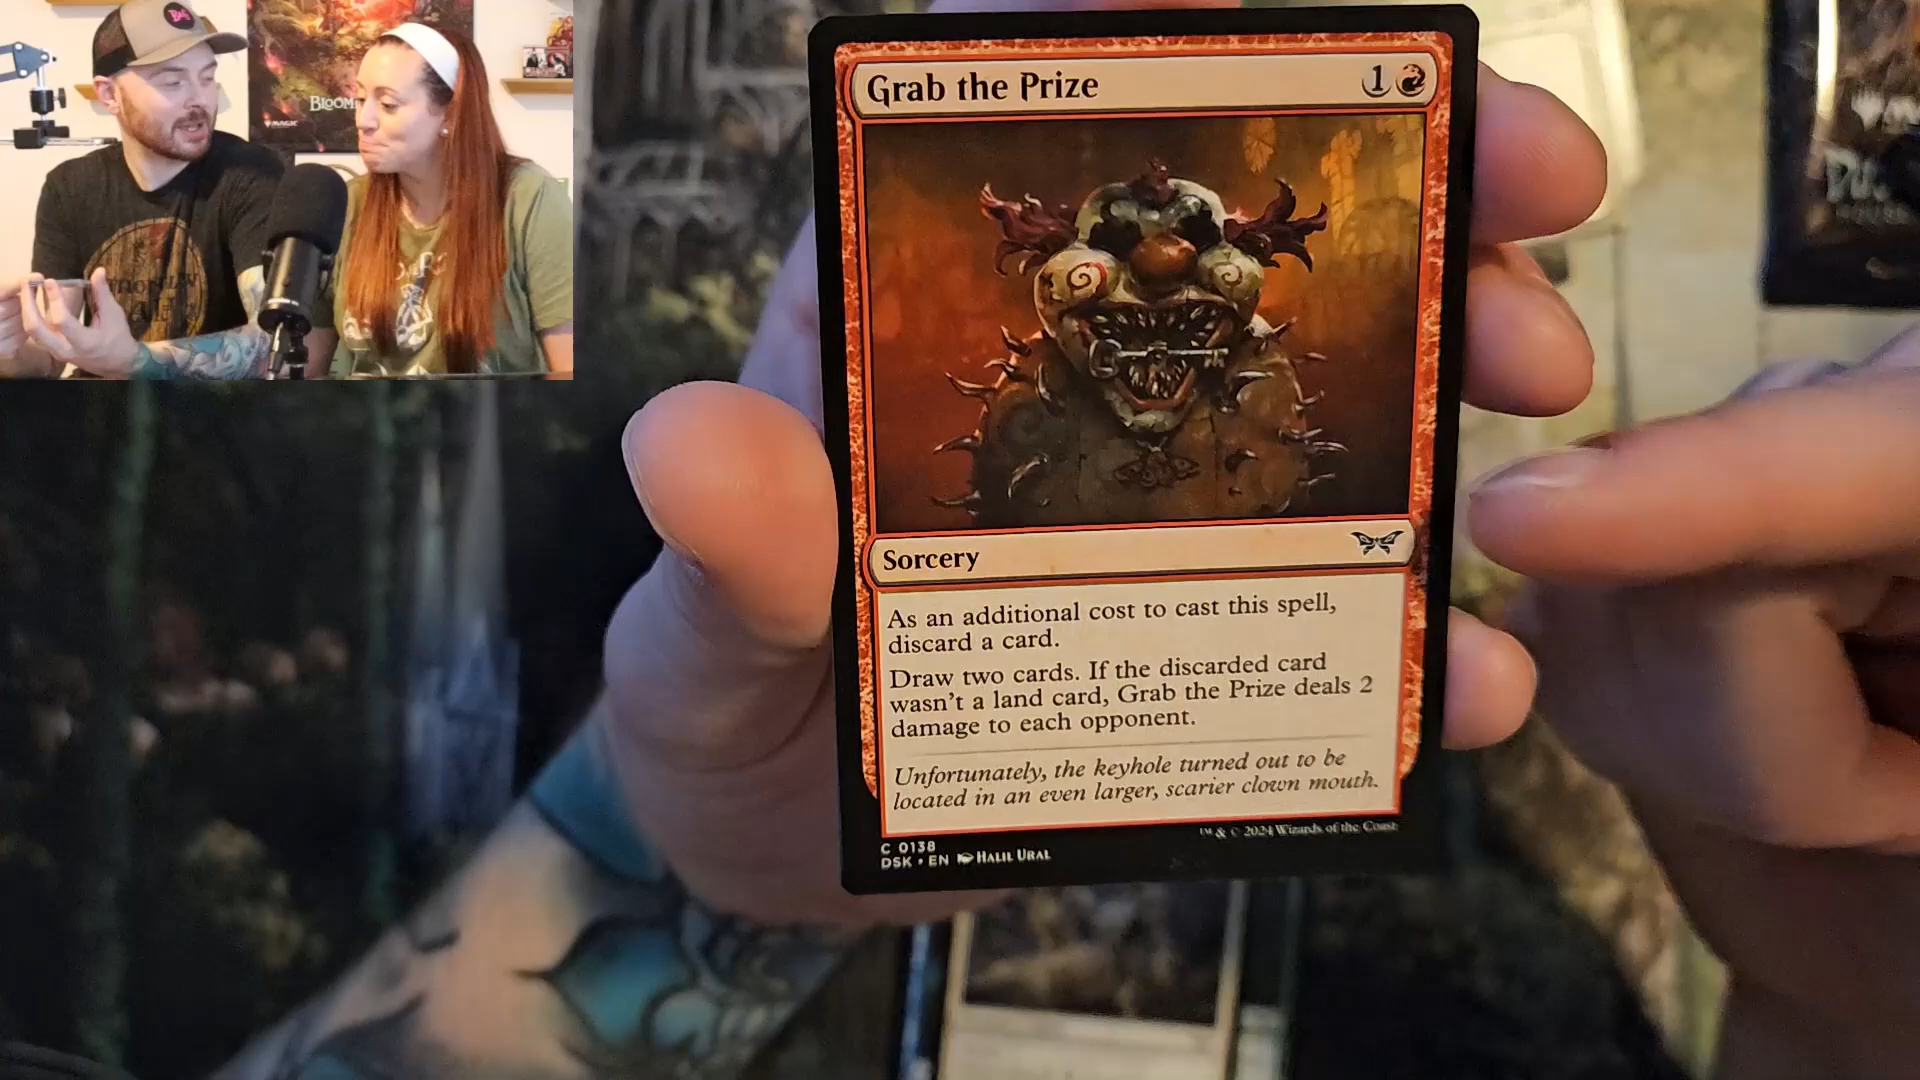 BLOOM
MAGIC
Grab the Prize
1
Sorcery
As an additional cost to cast this spell,
discard a card.
Draw two cards. If the discarded card
wasn't a land card, Grab the Prize deals 2
damage to each opponent.
Unfortunately, the keyhole turned out to be
located in an even larger, scarier clown mouth.
™ & © 2024 Wizards of the Coast
C 0138
DSK • EN HALIL URAL